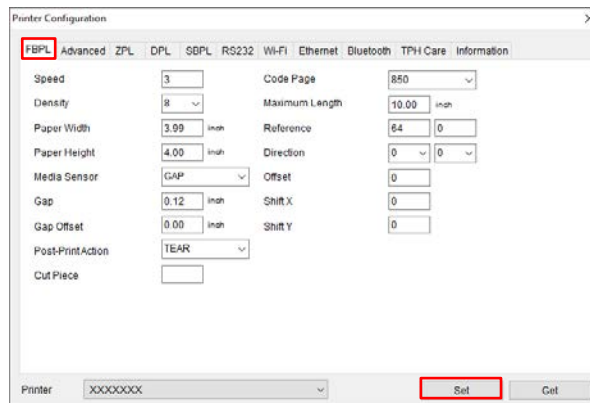 Printer Configuration
FBPL Advanced ZPL DPL SBPL RS232 Wi-Fi Ethernet Bluetooth TPH Care Information
Speed 3 Code Page 850
Density 8 Maximum Length 10.00 inch
Paper Width 3.99 inch Reference 64 0
Paper Height 4.00 inch Direction 0 0
Media Sensor GAP Offset 0
Gap 0.12 inch Shift X 0
Gap Offset 0.00 inch Shift Y 0
Post-Print Action TEAR
Cut Piece
Printer XXXXXXX Set Get